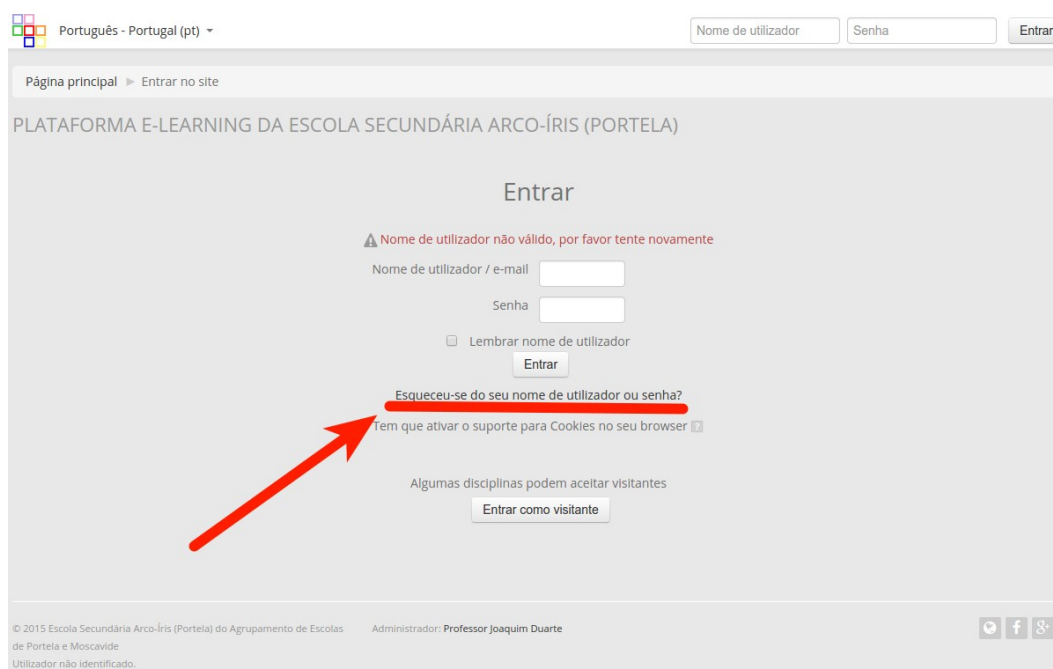 Português - Portugal (pt)
Nome de utilizador
Senha
Entrar
Página principal
Entrar no site
PLATAFORMA E-LEARNING DA ESCOLA SECUNDÁRIA ARCO-ÍRIS (PORTELA)
Entrar
Nome de utilizador não válido, por favor tente novamente
Nome de utilizador / e-mail
Senha
Lembrar nome de utilizador
Entrar
Esqueceu-se do seu nome de utilizador ou senha?
Tem que ativar o suporte para Cookies no seu browser ?
Algumas disciplinas podem aceitar visitantes
Entrar como visitante
© 2015 Escola Secundária Arco-Íris (Portela) do Agrupamento de Escolas
de Portela e Moscavide
Utilizador não identificado.
Administrador: Professor Joaquim Duarte